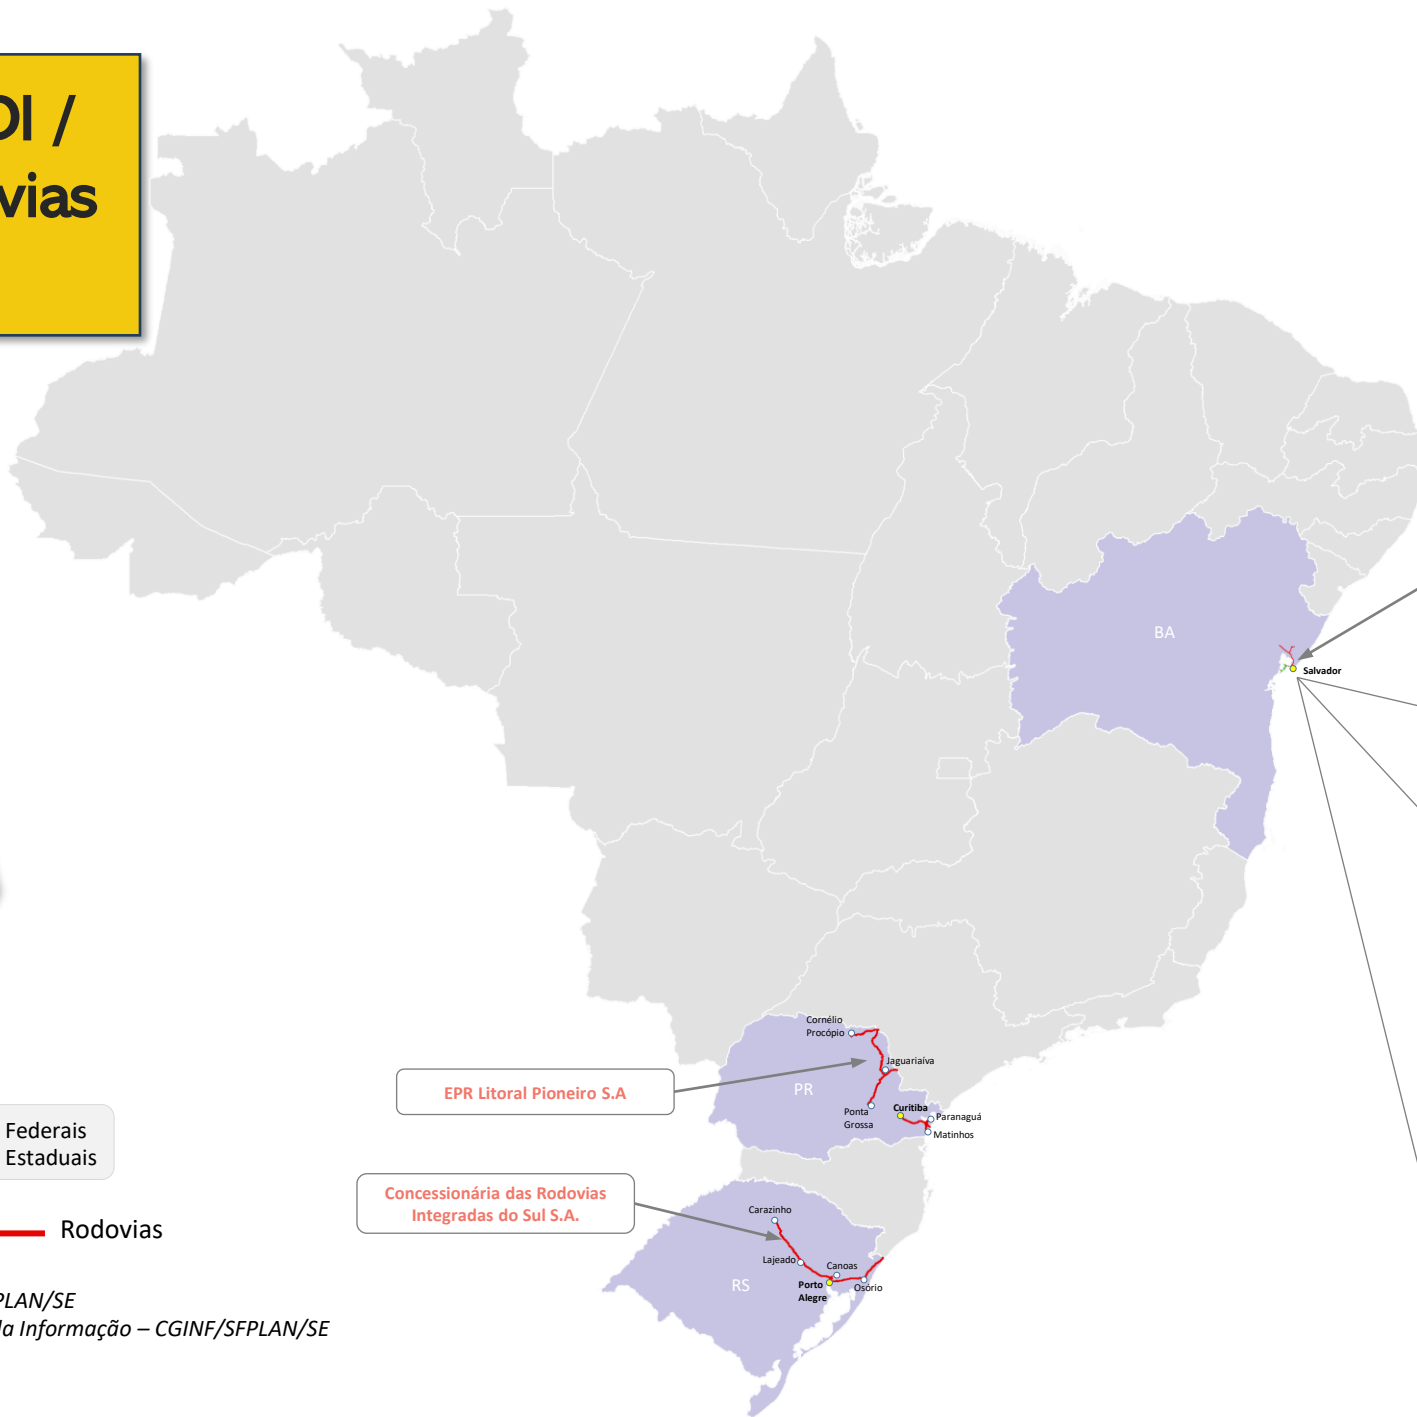 DI /
vias
BA
Salvador
Cornélio
Procópio
Jaguariaíva
EPR Litoral Pioneiro S.A
PR
Ponta
Grossa
Curitiba
Paranaguá
Matinhos
Federais
Estaduais
Concessionária das Rodovias
Integradas do Sul S.A.
Carazinho
Rodovias
Lajeado
Canoas
RS
Porto
Alegre
Osório
PLAN/SE
da Informação – CGINF/SFPLAN/SE